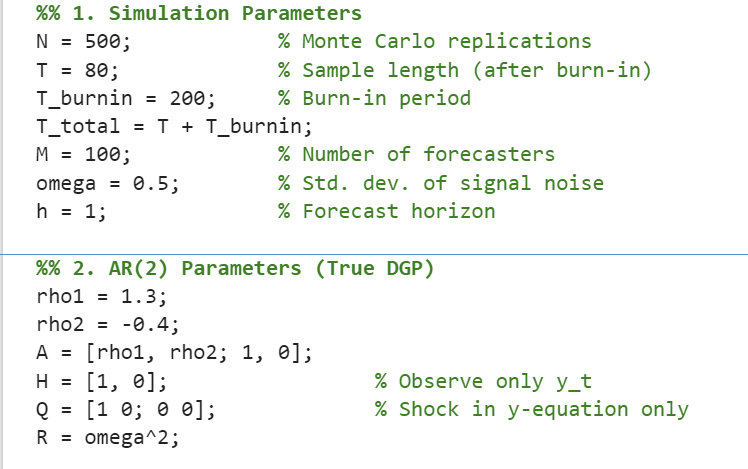 %% 1. Simulation Parameters
N = 500; % Monte Carlo replications
T = 80; % Sample length (after burn-in)
T_burnin = 200; % Burn-in period
T_total = T + T_burnin;
M = 100; % Number of forecasters
omega = 0.5; % Std. dev. of signal noise
h = 1; % Forecast horizon
%% 2. AR(2) Parameters (True DGP)
rho1 = 1.3;
rho2 = -0.4;
A = [rho1, rho2; 1, 0];
H = [1, 0]; % Observe only y_t
Q = [1 0; 0 0]; % Shock in y-equation only
R = omega^2;